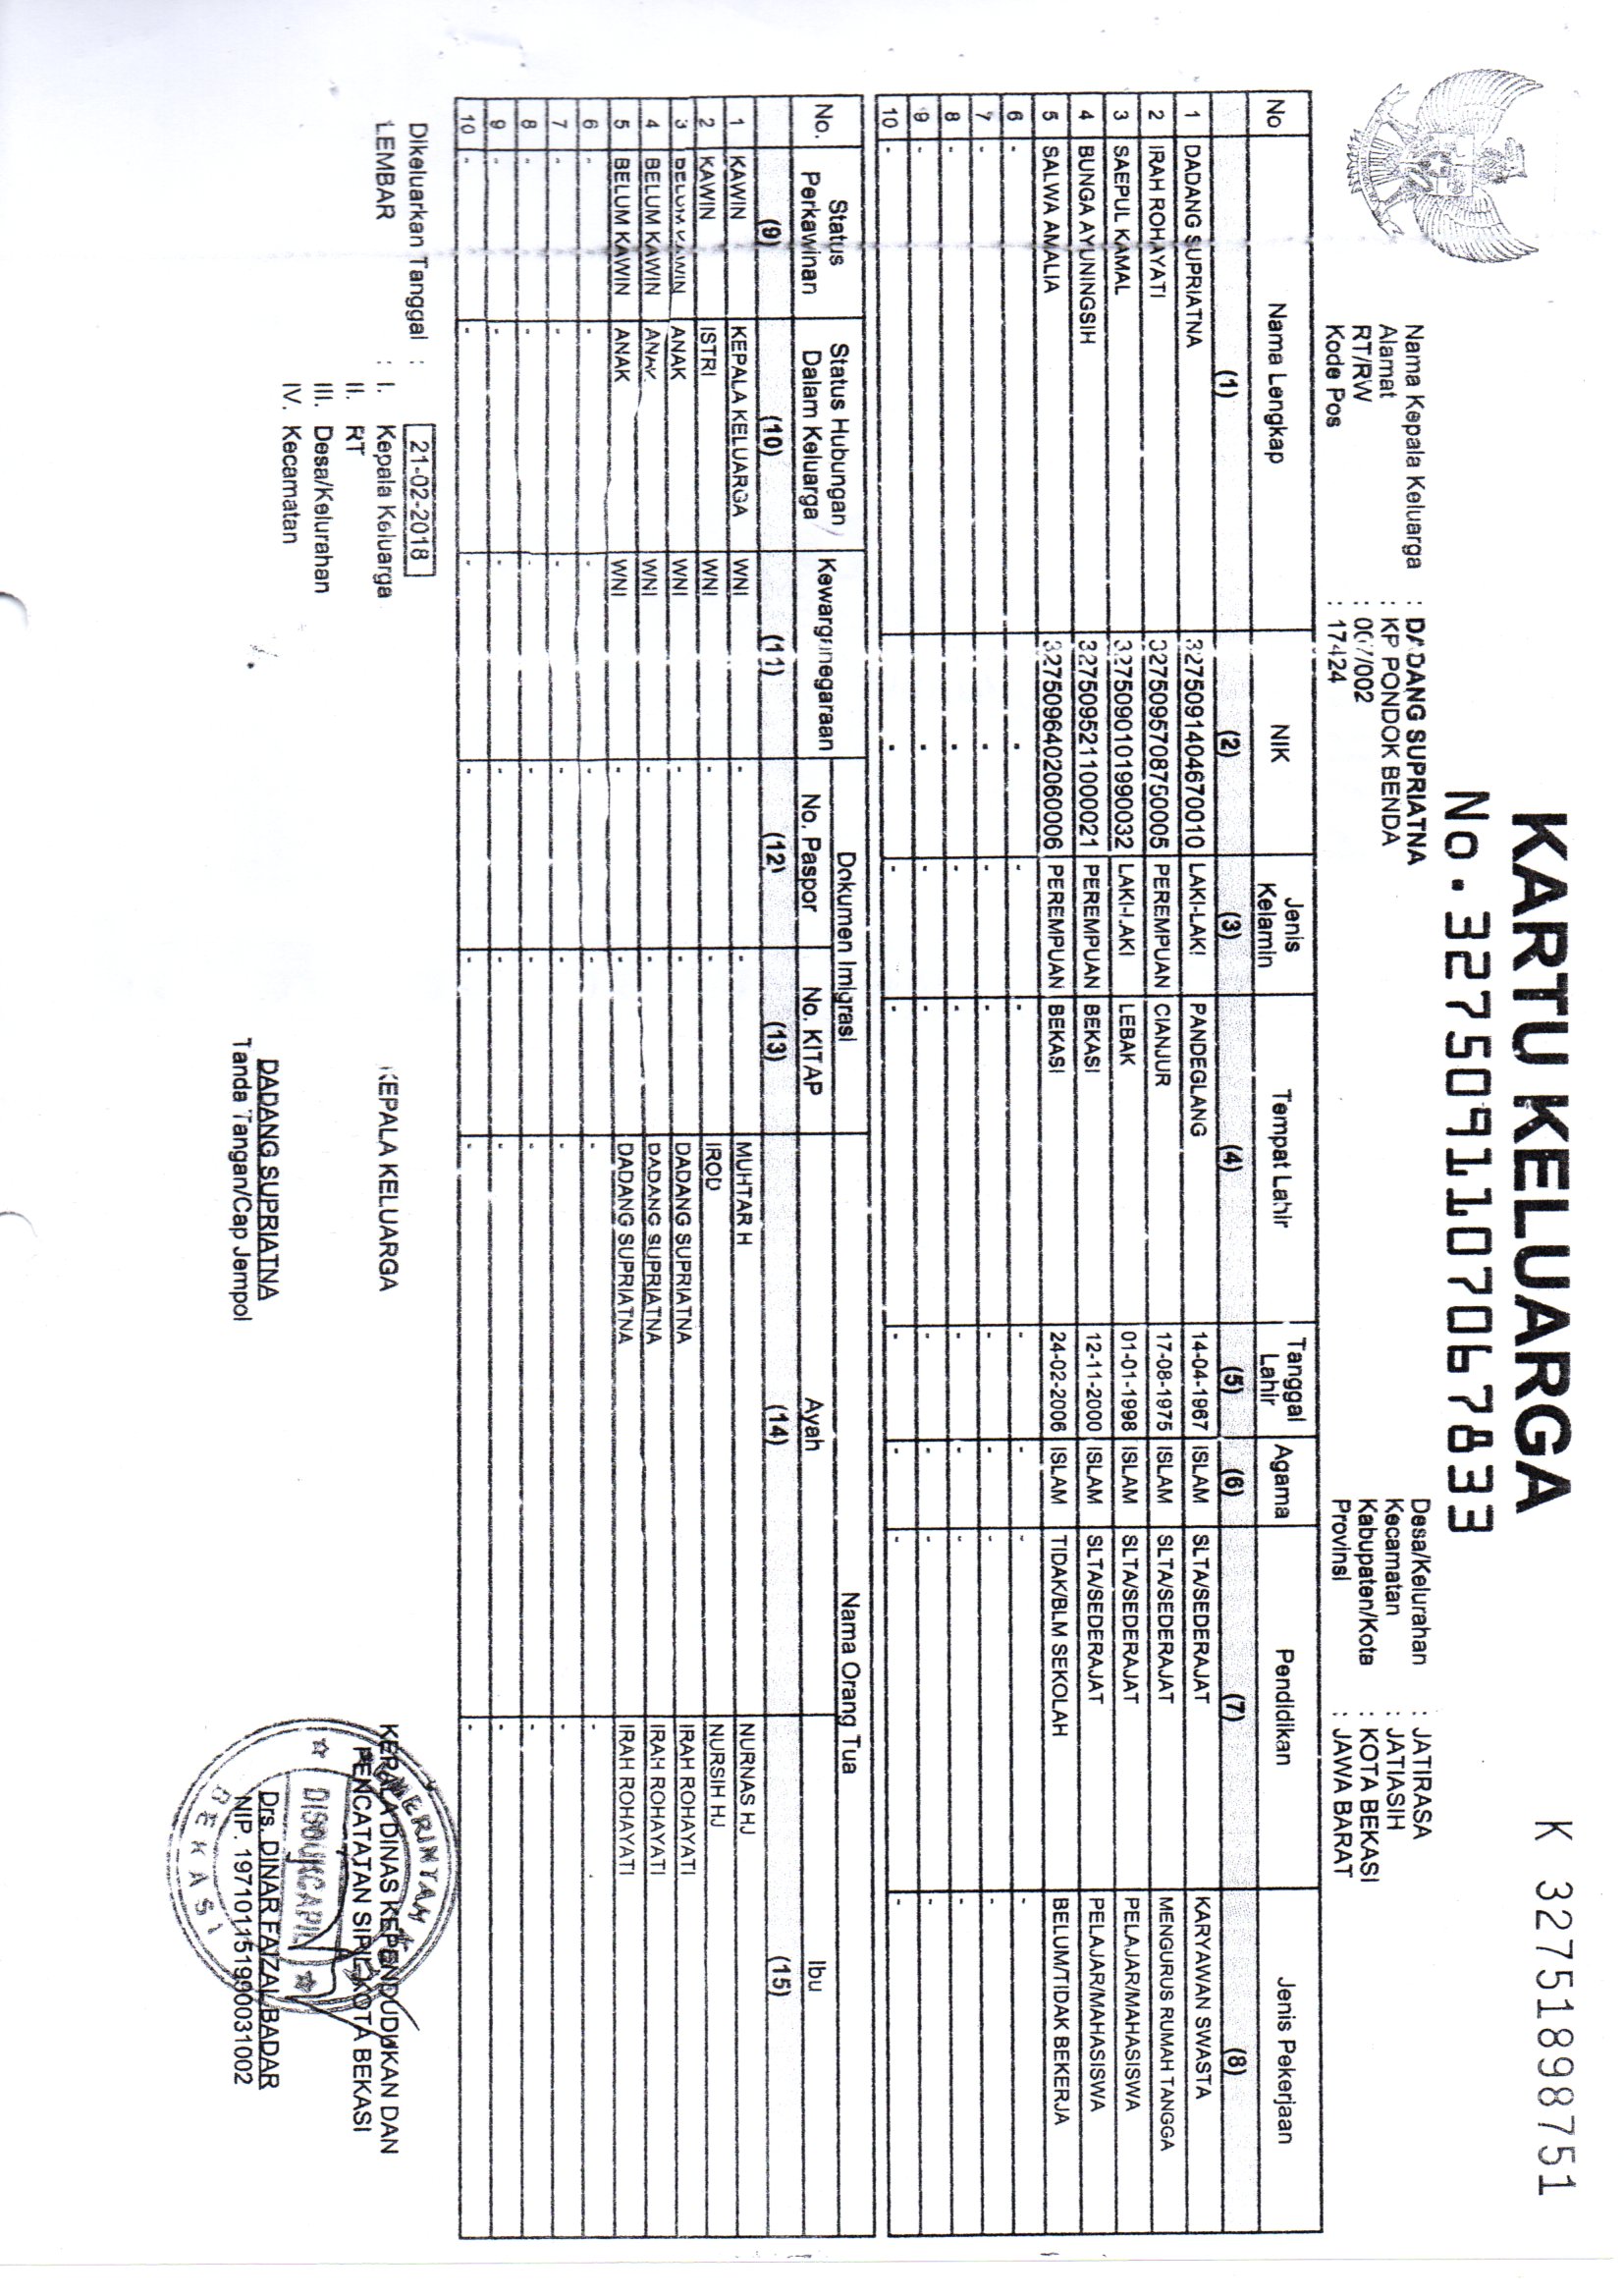 KARTU KELUARGA
K 32751898751
No.3275091107067833
Nama Kepala Keluarga : DADANG SUPRIATNA
Alamat : KP PONDOK BENDA
RT/RW : 007/002
Kode Pos : 17424
Desa/Kelurahan : JATIRASA
Kecamatan : JATIASIH
Kabupaten/Kota : KOTA BEKASI
Provinsi : JAWA BARAT
No Nama Lengkap NIK Jenis Kelamin Tempat Lahir Tanggal Lahir Agama Pendidikan Jenis Pekerjaan
(1) (2) (3) (4) (5) (6) (7) (8)
1 DADANG SUPRIATNA 3275091404670010 LAKI-LAKI PANDEGLANG 14-04-1967 ISLAM SLTA/SEDERAJAT KARYAWAN SWASTA
2 IRAH ROHAYATI 3275095708750005 PEREMPUAN CIANJUR 17-08-1975 ISLAM SLTA/SEDERAJAT MENGURUS RUMAH TANGGA
3 SAEPUL KAMAL 3275090101990032 LAKI-LAKI LEBAK 01-01-1998 ISLAM SLTA/SEDERAJAT PELAJAR/MAHASISWA
4 BUNGA AYUNINGSIH 3275095211000021 PEREMPUAN BEKASI 12-11-2000 ISLAM SLTA/SEDERAJAT PELAJAR/MAHASISWA
5 SALWA AMALIA 3275096402060006 PEREMPUAN BEKASI 24-02-2006 ISLAM TIDAK/BLM SEKOLAH BELUM/TIDAK BEKERJA
6 - - - - - - - -
7 - - - - - - - -
8 - - - - - - - -
9 - - - - - - - -
10 - - - - - - - -
No. Status Perkawinan Status Hubungan Dalam Keluarga Kewarganegaraan Dokumen Imigrasi Nama Orang Tua
No. Paspor No. KITAP Ayah Ibu
(9) (10) (11) (12) (13) (14) (15)
1 KAWIN KEPALA KELUARGA WNI - - MUHTAR H NURNAS HJ
2 KAWIN ISTRI WNI - - IROD NURSIH HJ
3 BELUM KAWIN ANAK WNI - - DADANG SUPRIATNA IRAH ROHAYATI
4 BELUM KAWIN ANAK WNI - - DADANG SUPRIATNA IRAH ROHAYATI
5 BELUM KAWIN ANAK WNI - - DADANG SUPRIATNA IRAH ROHAYATI
6 - - - - - - -
7 - - - - - - -
8 - - - - - - -
9 - - - - - - -
10 - - - - - - -
Dikeluarkan Tanggal : 21-02-2018
LEMBAR : I. Kepala Keluarga
II. RT
III. Desa/Kelurahan
IV. Kecamatan
KEPALA KELUARGA
DADANG SUPRIATNA
Tanda Tangan/Cap Jempol
KEPALA DINAS KEPENDUDUKAN DAN
PENCATATAN SIPIL KOTA BEKASI
PEMERINTAH KOTA
DISDUKCAPIL
BEKASI
Drs. DINAR FAIZAL BADAR
NIP. 197101151990031002